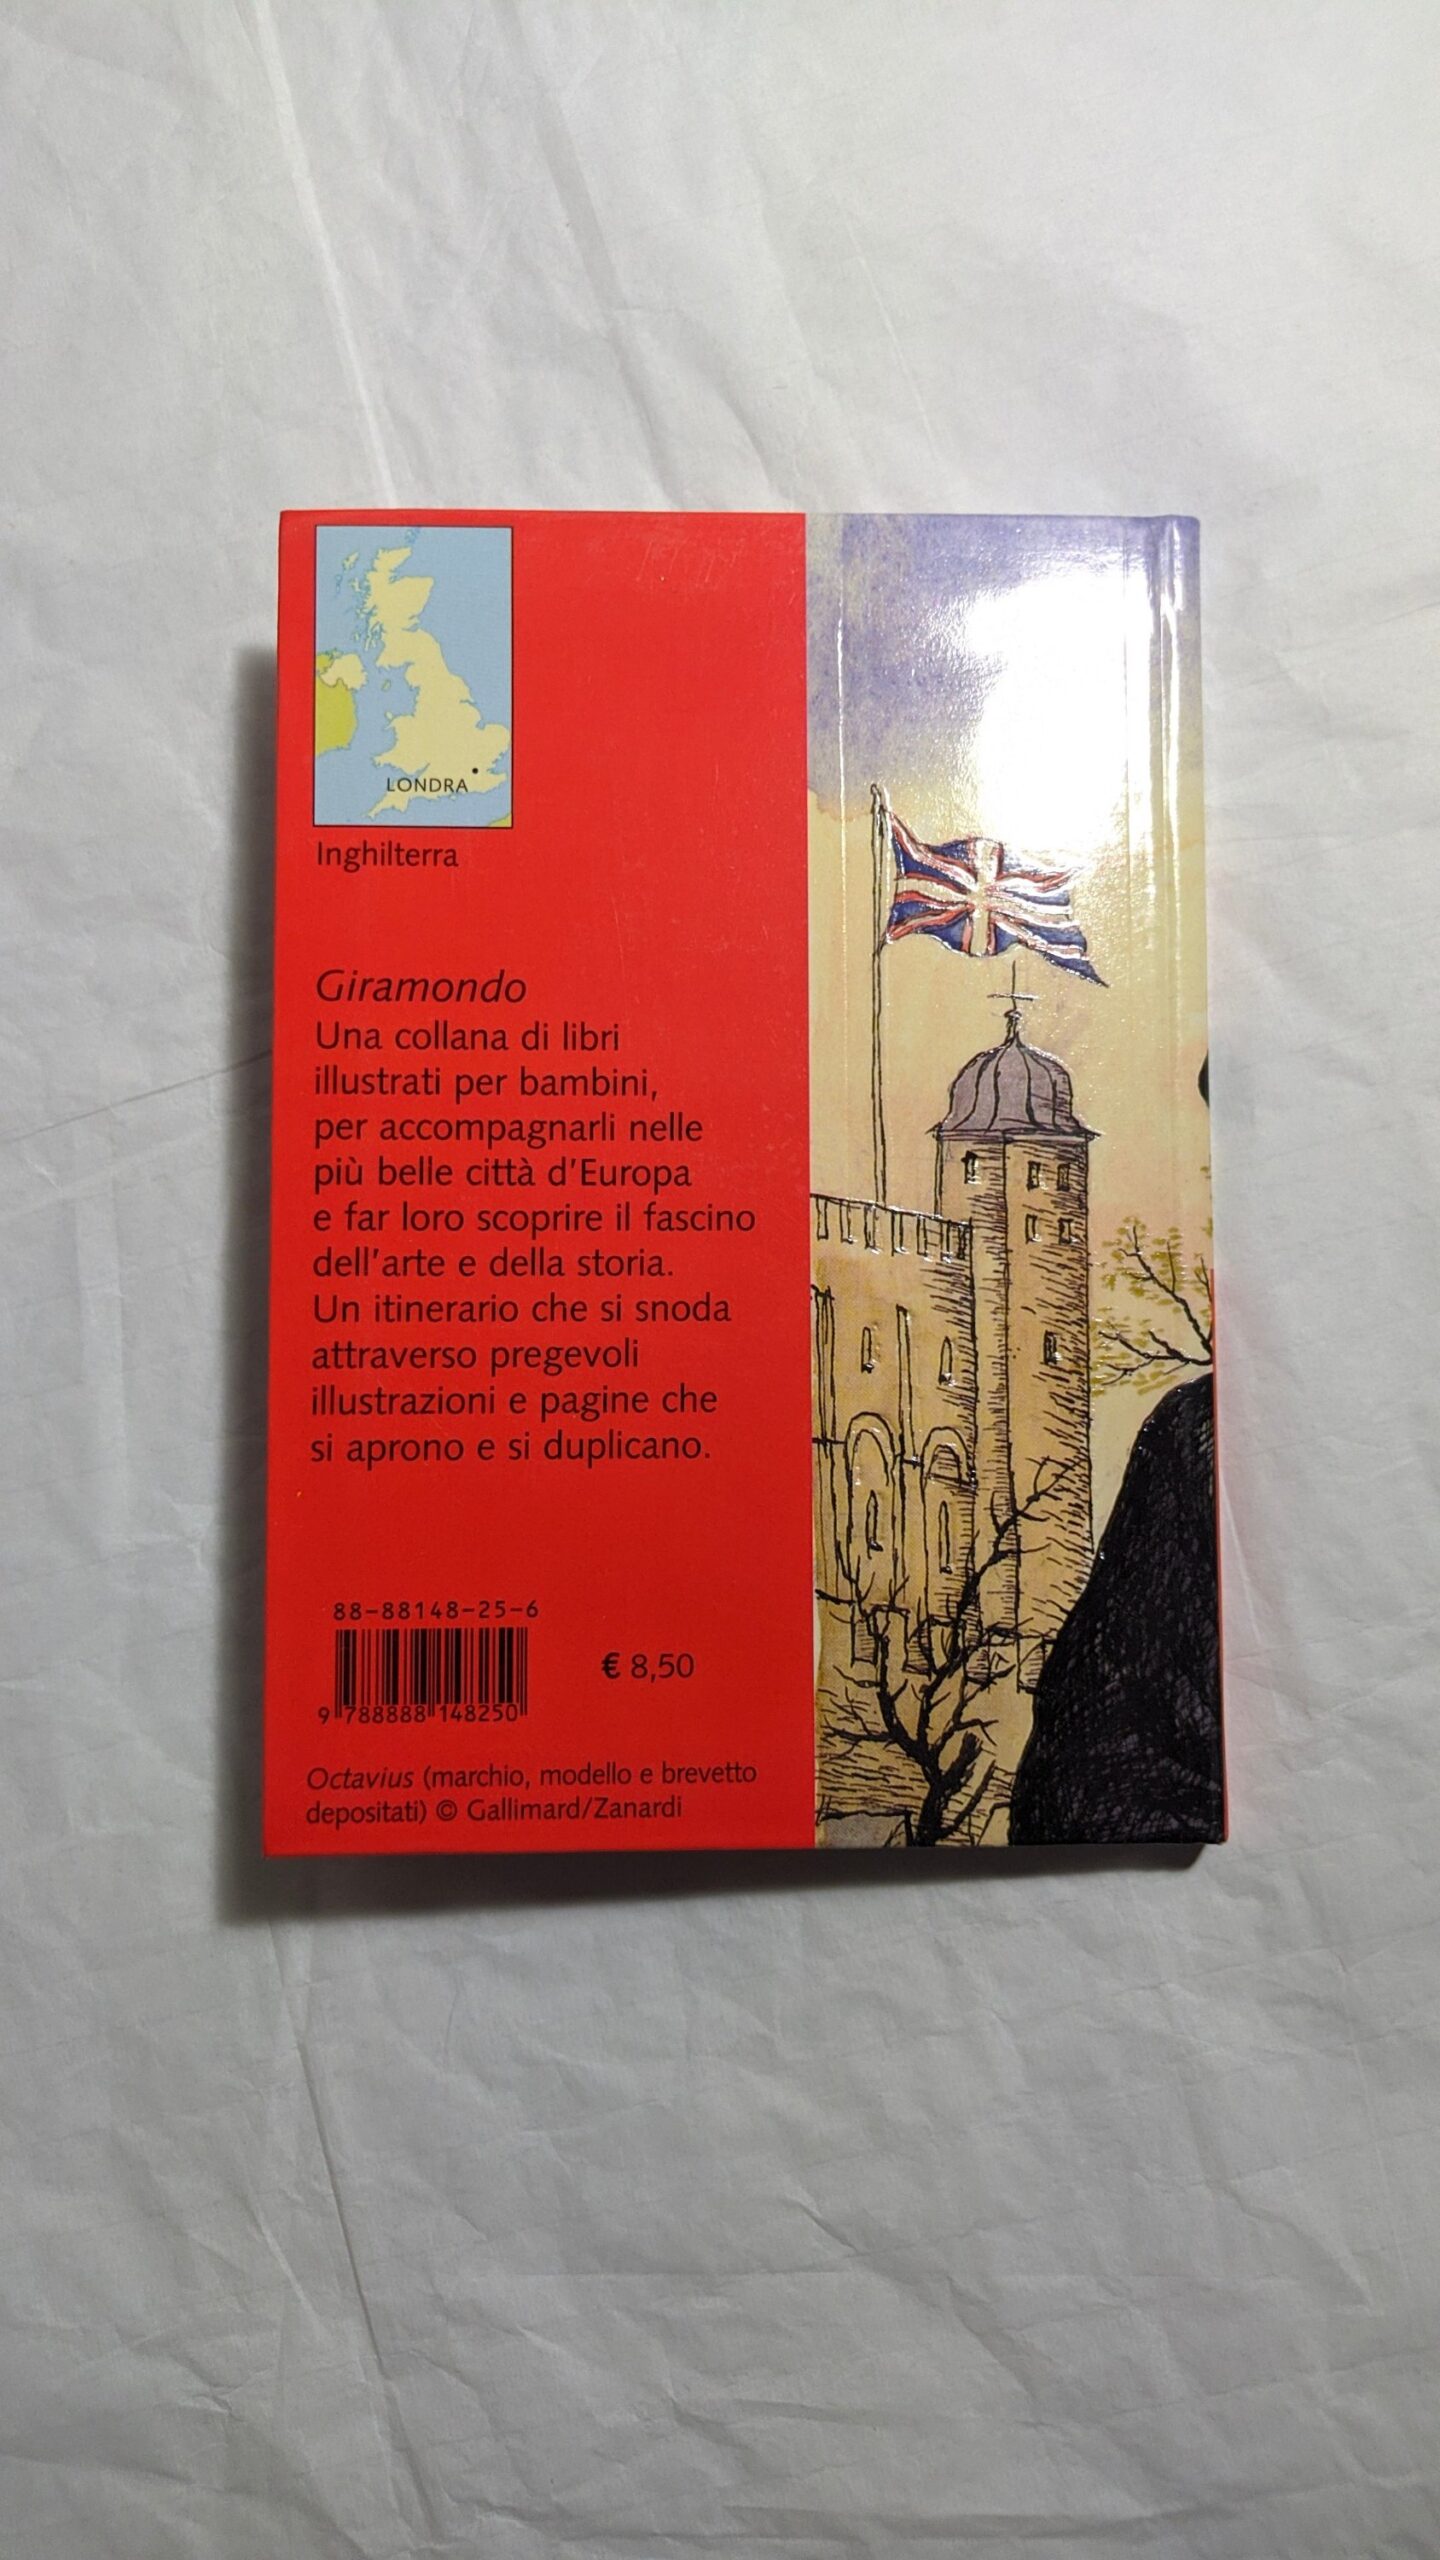 LONDRA
Inghilterra
Giramondo
Una collana di libri
illustrati per bambini,
per accompagnarli nelle
più belle città d'Europa
e far loro scoprire il fascino
dell'arte e della storia.
Un itinerario che si snoda
attraverso pregevoli
illustrazioni e pagine che
si aprono e si duplicano.
88-88148-25-6
€ 8,50
9 788888 148250
Octavius (marchio, modello e brevetto
depositati) © Gallimard/Zanardi